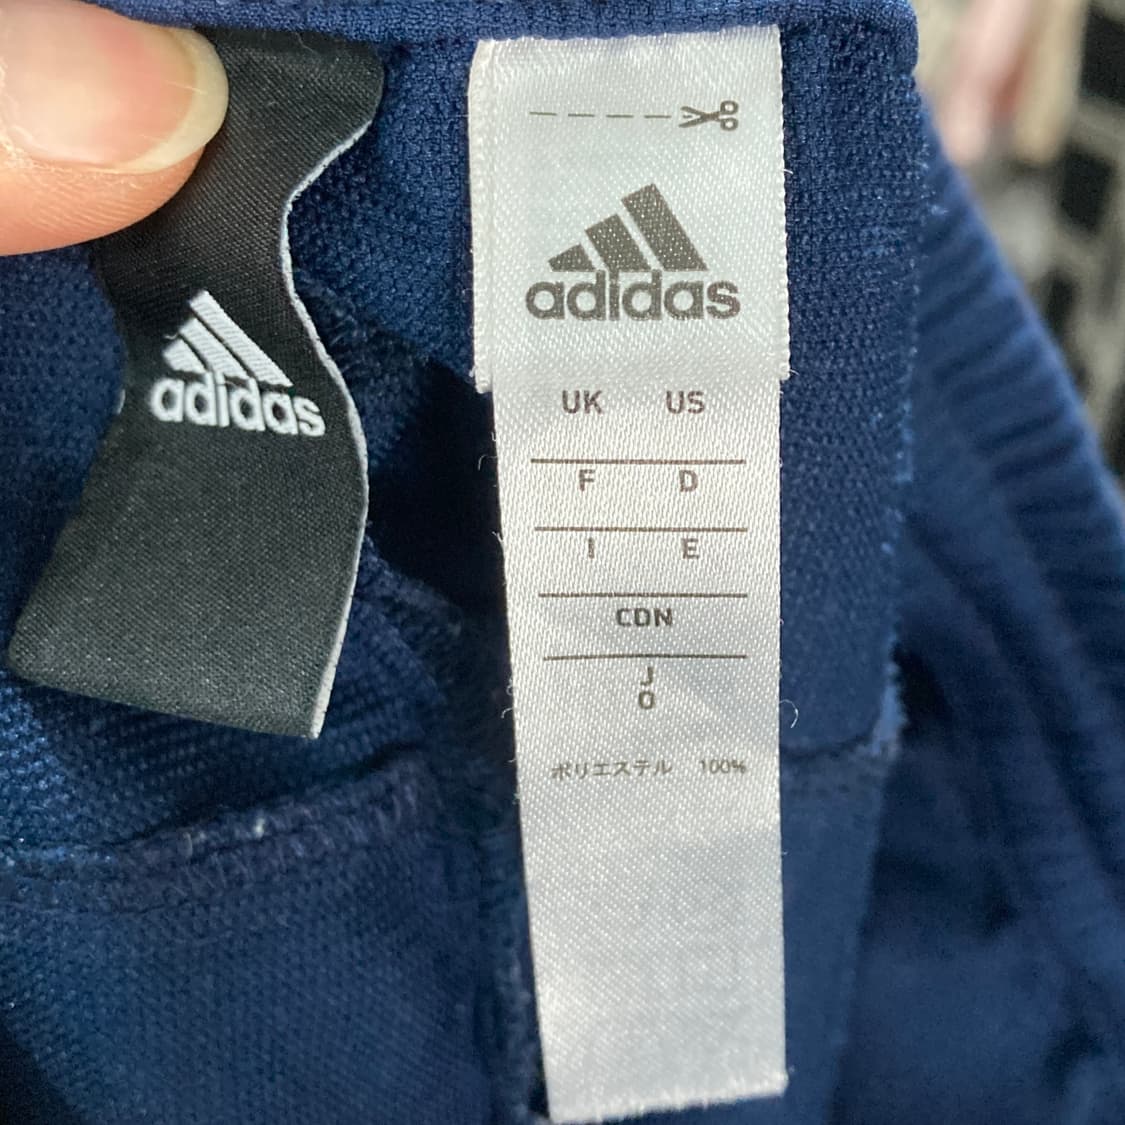 adidas
adidas
UK US
F D
I E
CDN
J
O
ポリエステル 100%